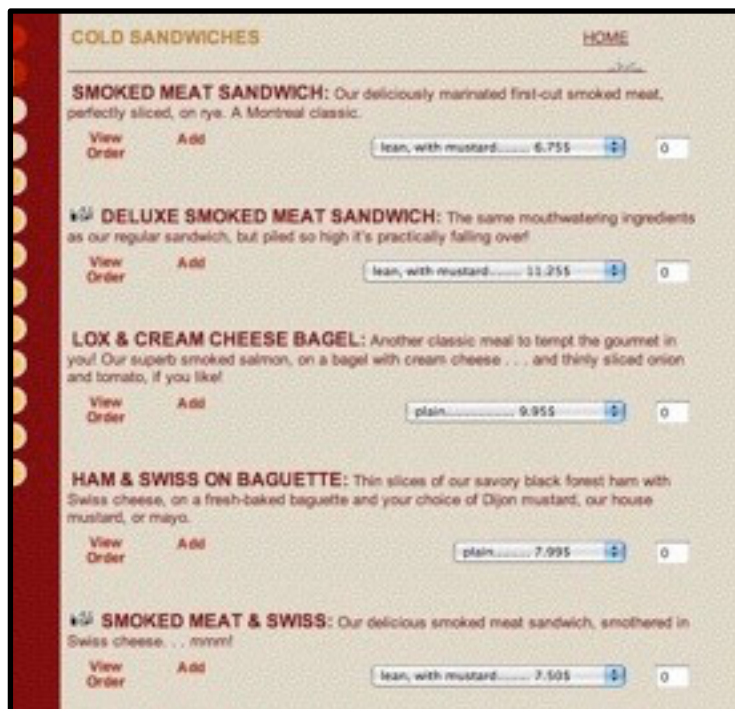 COLD SANDWICHES HOME
SMOKED MEAT SANDWICH: Our deliciously marinated first-cut smoked meat,
perfectly sliced, on rye. A Montreal classic.
View Add
Order
lean, with mustard........ 6.75$ 0
DELUXE SMOKED MEAT SANDWICH: The same mouthwatering ingredients
as our regular sandwich, but piled so high it's practically falling over!
View Add
Order
lean, with mustard........ 11.25$ 0
LOX & CREAM CHEESE BAGEL: Another classic meal to tempt the gourmet in
you! Our superb smoked salmon, on a bagel with cream cheese . . . and thinly sliced onion
and tomato, if you like!
View Add
Order
plain................. 9.95$ 0
HAM & SWISS ON BAGUETTE: Thin slices of our savory black forest ham with
Swiss cheese, on a fresh-baked baguette and your choice of Dijon mustard, our house
mustard, or mayo.
View Add
Order
plain......... 7.99$ 0
SMOKED MEAT & SWISS: Our delicious smoked meat sandwich, smothered in
Swiss cheese. . . mmm!
View Add
Order
lean, with mustard........ 7.50$ 0